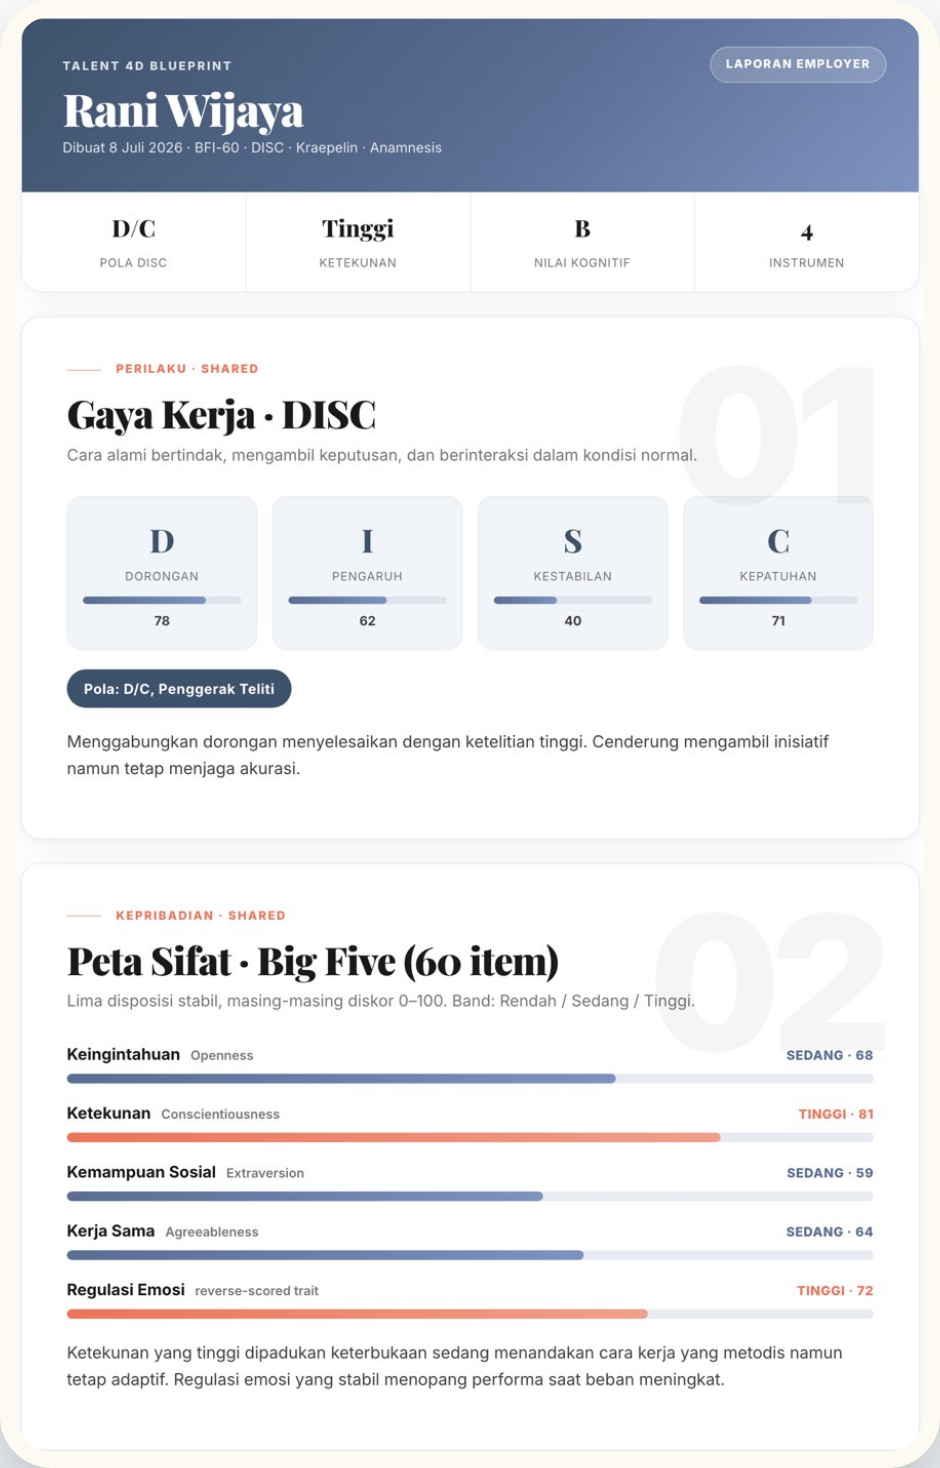 TALENT 4D BLUEPRINT
LAPORAN EMPLOYER
Rani Wijaya
Dibuat 8 Juli 2026 · BFI-60 · DISC · Kraepelin · Anamnesis
D/C
POLA DISC
Tinggi
KETEKUNAN
B
NILAI KOGNITIF
4
INSTRUMEN
01
PERILAKU · SHARED
Gaya Kerja · DISC
Cara alami bertindak, mengambil keputusan, dan berinteraksi dalam kondisi normal.
D
DORONGAN
78
I
PENGARUH
62
S
KESTABILAN
40
C
KEPATUHAN
71
Pola: D/C, Penggerak Teliti
Menggabungkan dorongan menyelesaikan dengan ketelitian tinggi. Cenderung mengambil inisiatif
namun tetap menjaga akurasi.
02
KEPRIBADIAN · SHARED
Peta Sifat · Big Five (60 item)
Lima disposisi stabil, masing-masing diskor 0–100. Band: Rendah / Sedang / Tinggi.
Keingintahuan Openness SEDANG · 68
Ketekunan Conscientiousness TINGGI · 81
Kemampuan Sosial Extraversion SEDANG · 59
Kerja Sama Agreeableness SEDANG · 64
Regulasi Emosi reverse-scored trait TINGGI · 72
Ketekunan yang tinggi dipadukan keterbukaan sedang menandakan cara kerja yang metodis namun
tetap adaptif. Regulasi emosi yang stabil menopang performa saat beban meningkat.